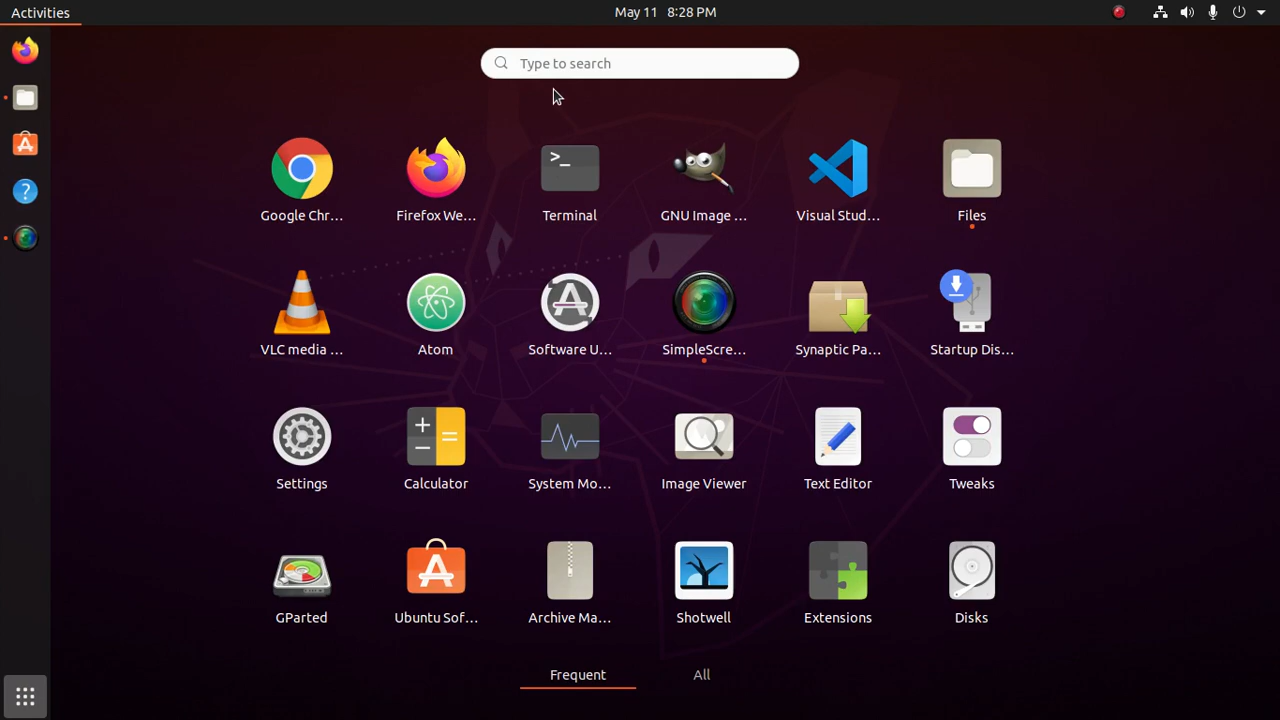 Activities
May 11 8:28 PM
Type to search
Google Chr...
Firefox We...
Terminal
GNU Image ...
Visual Stud...
Files
VLC media ...
Atom
Software U...
SimpleScre...
Synaptic Pa...
Startup Dis...
Settings
Calculator
System Mo...
Image Viewer
Text Editor
Tweaks
GParted
Ubuntu Sof...
Archive Ma...
Shotwell
Extensions
Disks
Frequent
All